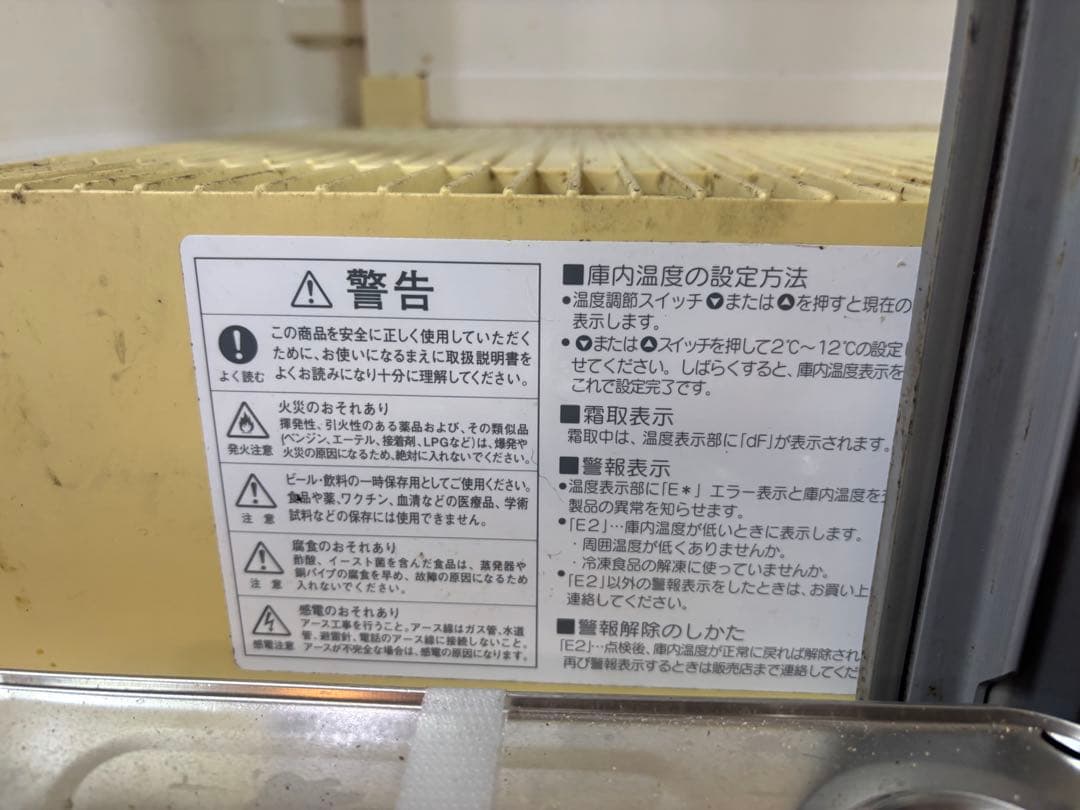 警告
よく読む
この商品を安全に正しく使用していただく
ために、お使いになるまえに取扱説明書を
よくお読みになり十分に理解してください。
発火注意
火災のおそれあり
揮発性、引火性のある薬品および、その類似品
(ベンジン、エーテル、接着剤、LPGなど)は、爆発や
火災の原因になるため、絶対に入れないでください。
注意
ビール・飲料の一時保存用としてご使用ください。
食品や薬、ワクチン、血清などの医療品、学術
試料などの保存には使用できません。
注意
腐食のおそれあり
酢酸、イースト菌を含んだ食品は、蒸発器や
銅パイプの腐食を早め、故障の原因になるため
入れないでください。
感電注意
感電のおそれあり
アース工事を行うこと。アース線はガス管、水道
管、避雷針、電話のアース線に接続しないこと。
アースが不完全な場合は、感電の原因になります。
■庫内温度の設定方法
●温度調節スイッチ▼または▲を押すと現在の
表示します。
●▼または▲スイッチを押して2℃〜12℃の設定
せてください。しばらくすると、庫内温度表示を
これで設定完了です。
■霜取表示
霜取中は、温度表示部に「dF」が表示されます。
■警報表示
●温度表示部に「E＊」エラー表示と庫内温度を
製品の異常を知らせます。
●「E2」…庫内温度が低いときに表示します。
・周囲温度が低くありませんか。
・冷凍食品の解凍に使っていませんか。
●「E2」以外の警報表示をしたときは、お買い上
連絡してください。
■警報解除のしかた
「E2」…点検後、庫内温度が正常に戻れば解除され
再び警報表示するときは販売店まで連絡してくだ